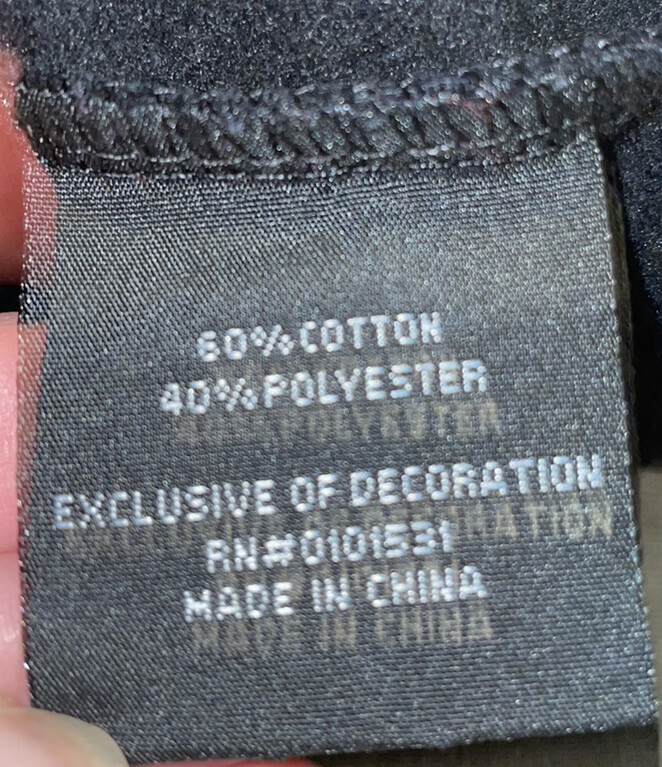 60% COTTON
40% POLYESTER
EXCLUSIVE OF DECORATION
RN#0101531
MADE IN CHINA